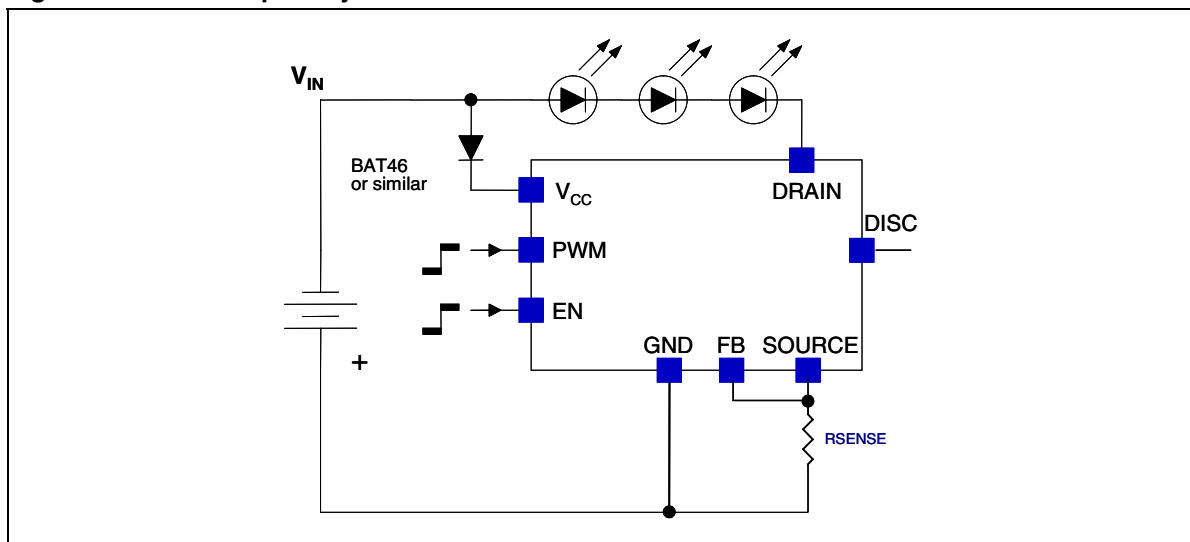 V_IN
BAT46
or similar
V_CC
DRAIN
DISC
PWM
EN
GND FB SOURCE
+
RSENSE